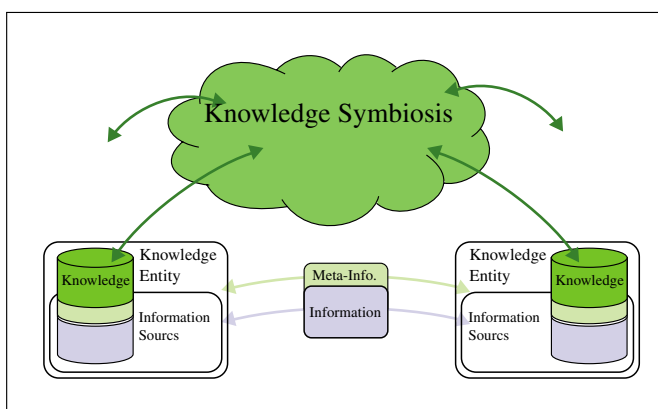 Knowledge Symbiosis
Knowledge
Entity
Knowledge
Information
Sourcs
Meta-Info.
Information
Knowledge
Entity
Knowledge
Information
Sourcs